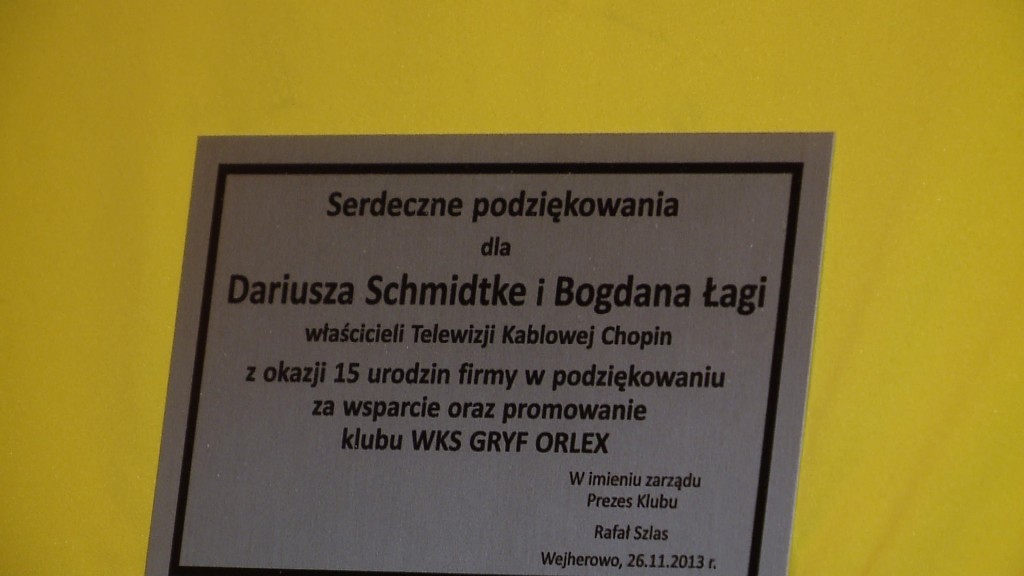 Serdeczne podziękowania
dla
Dariusza Schmidtke i Bogdana Łagi
właścicieli Telewizji Kablowej Chopin
z okazji 15 urodzin firmy w podziękowaniu
za wsparcie oraz promowanie
klubu WKS GRYF ORLEX
W imieniu zarządu
Prezes Klubu
Rafał Szlas
Wejherowo, 26.11.2013 r.